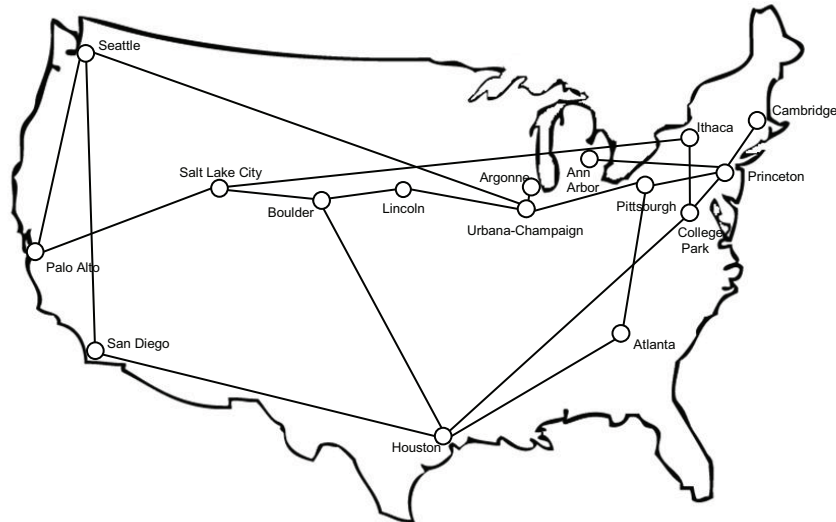 Seattle
Cambridge
Ithaca
Salt Lake City
Argonne
Ann
Arbor
Princeton
Boulder
Lincoln
Pittsburgh
Urbana-Champaign
College
Park
Palo Alto
San Diego
Atlanta
Houston